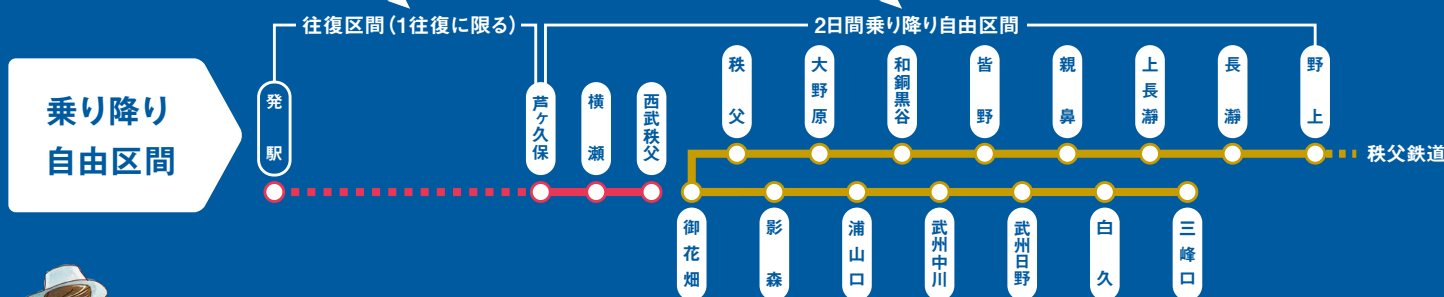 往復区間(1往復に限る)
2日間乗り降り自由区間
乗り降り
自由区間
発駅
芦ヶ久保
横瀬
西武秩父
秩父
大野原
和銅黒谷
皆野
親鼻
上長瀞
長瀞
野上
秩父鉄道
御花畑
影森
浦山口
武州中川
武州日野
白久
三峰口